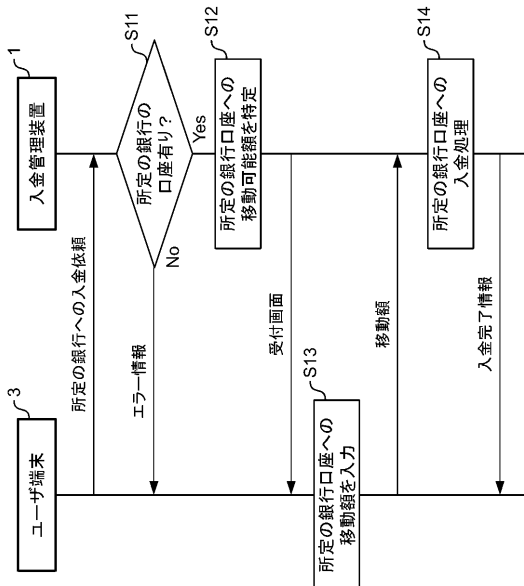 ユーザ端末
3
入金管理装置
1
所定の銀行への入金依頼
所定の銀行の
口座有り？
S11
No
Yes
エラー情報
所定の銀行口座への
移動可能額を特定
S12
受付画面
所定の銀行口座への
移動額を入力
S13
移動額
所定の銀行口座への
入金処理
S14
入金完了情報